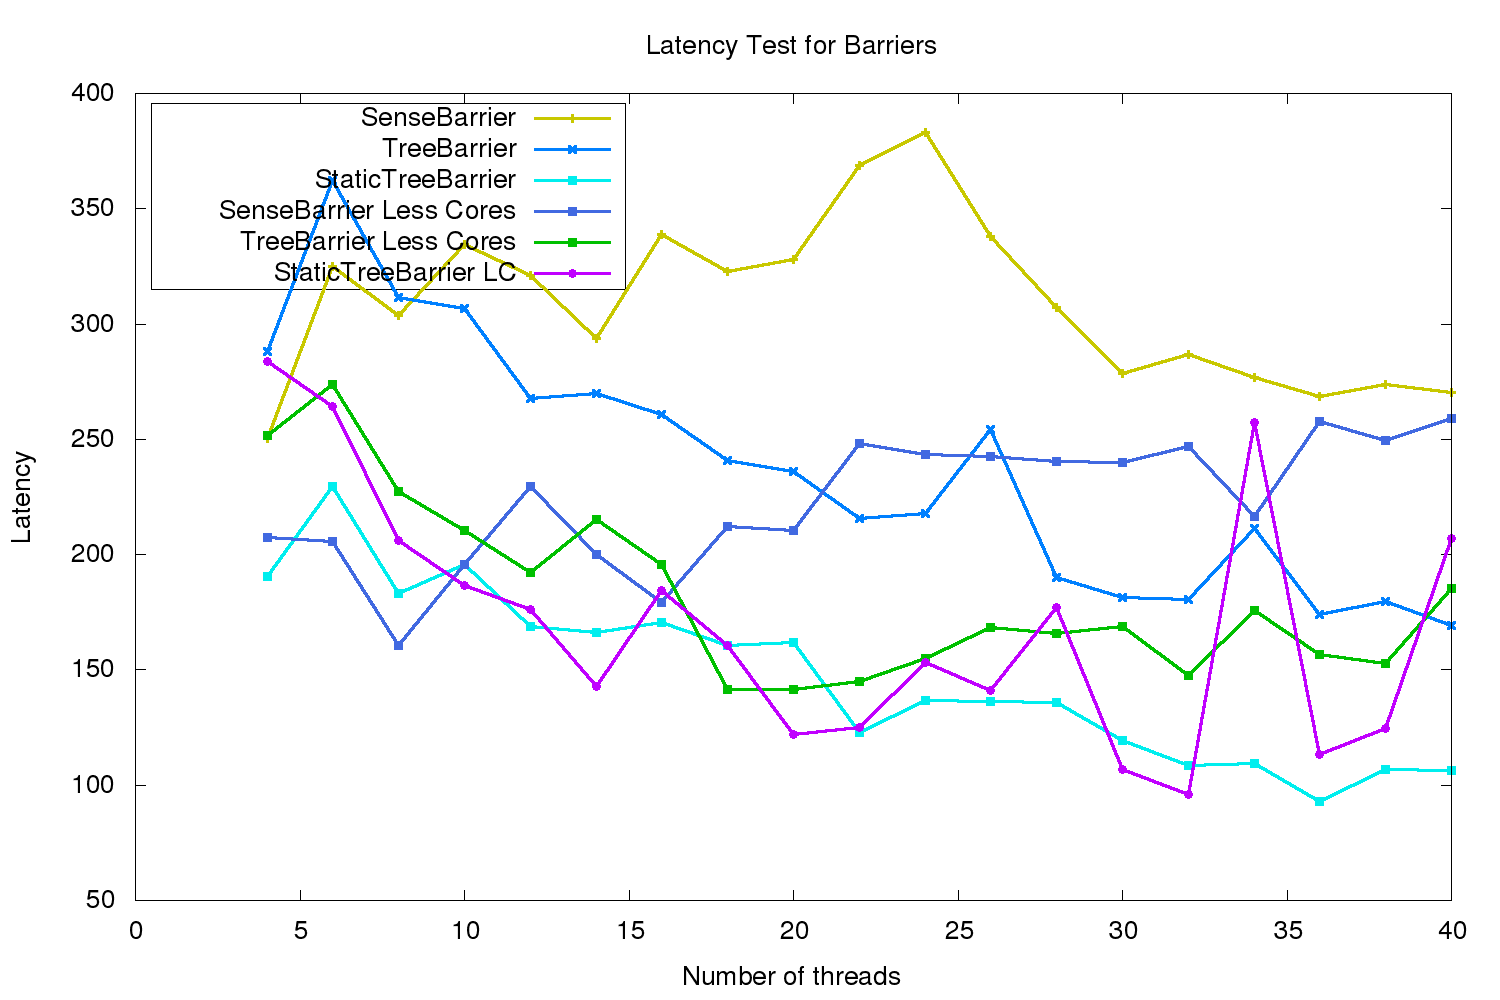 Latency Test for Barriers
400
350
300
250
200
150
100
50
Latency
SenseBarrier
TreeBarrier
StaticTreeBarrier
SenseBarrier Less Cores
TreeBarrier Less Cores
StaticTreeBarrier LC
0 5 10 15 20 25 30 35 40
Number of threads